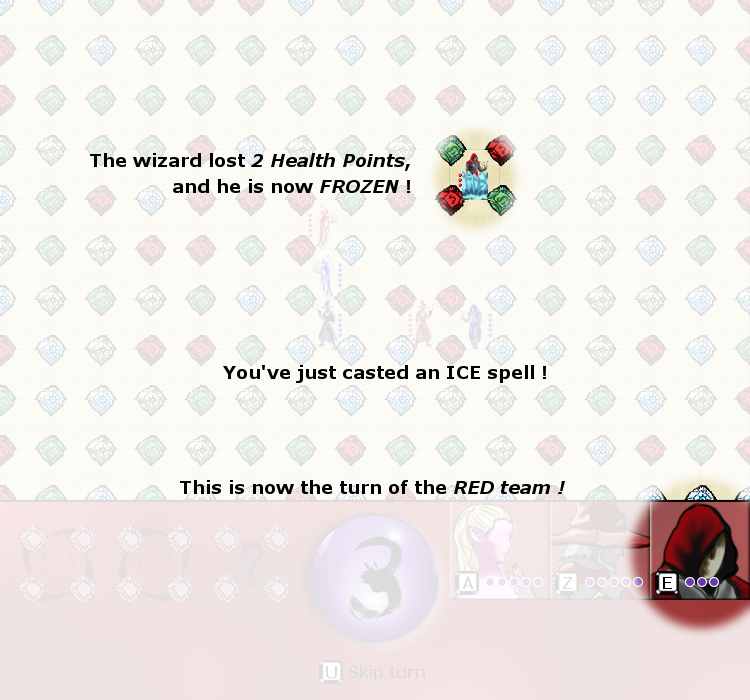 The wizard lost 2 Health Points,
and he is now FROZEN !
You've just casted an ICE spell !
This is now the turn of the RED team !
3
A
Z
E
?
U Skip turn